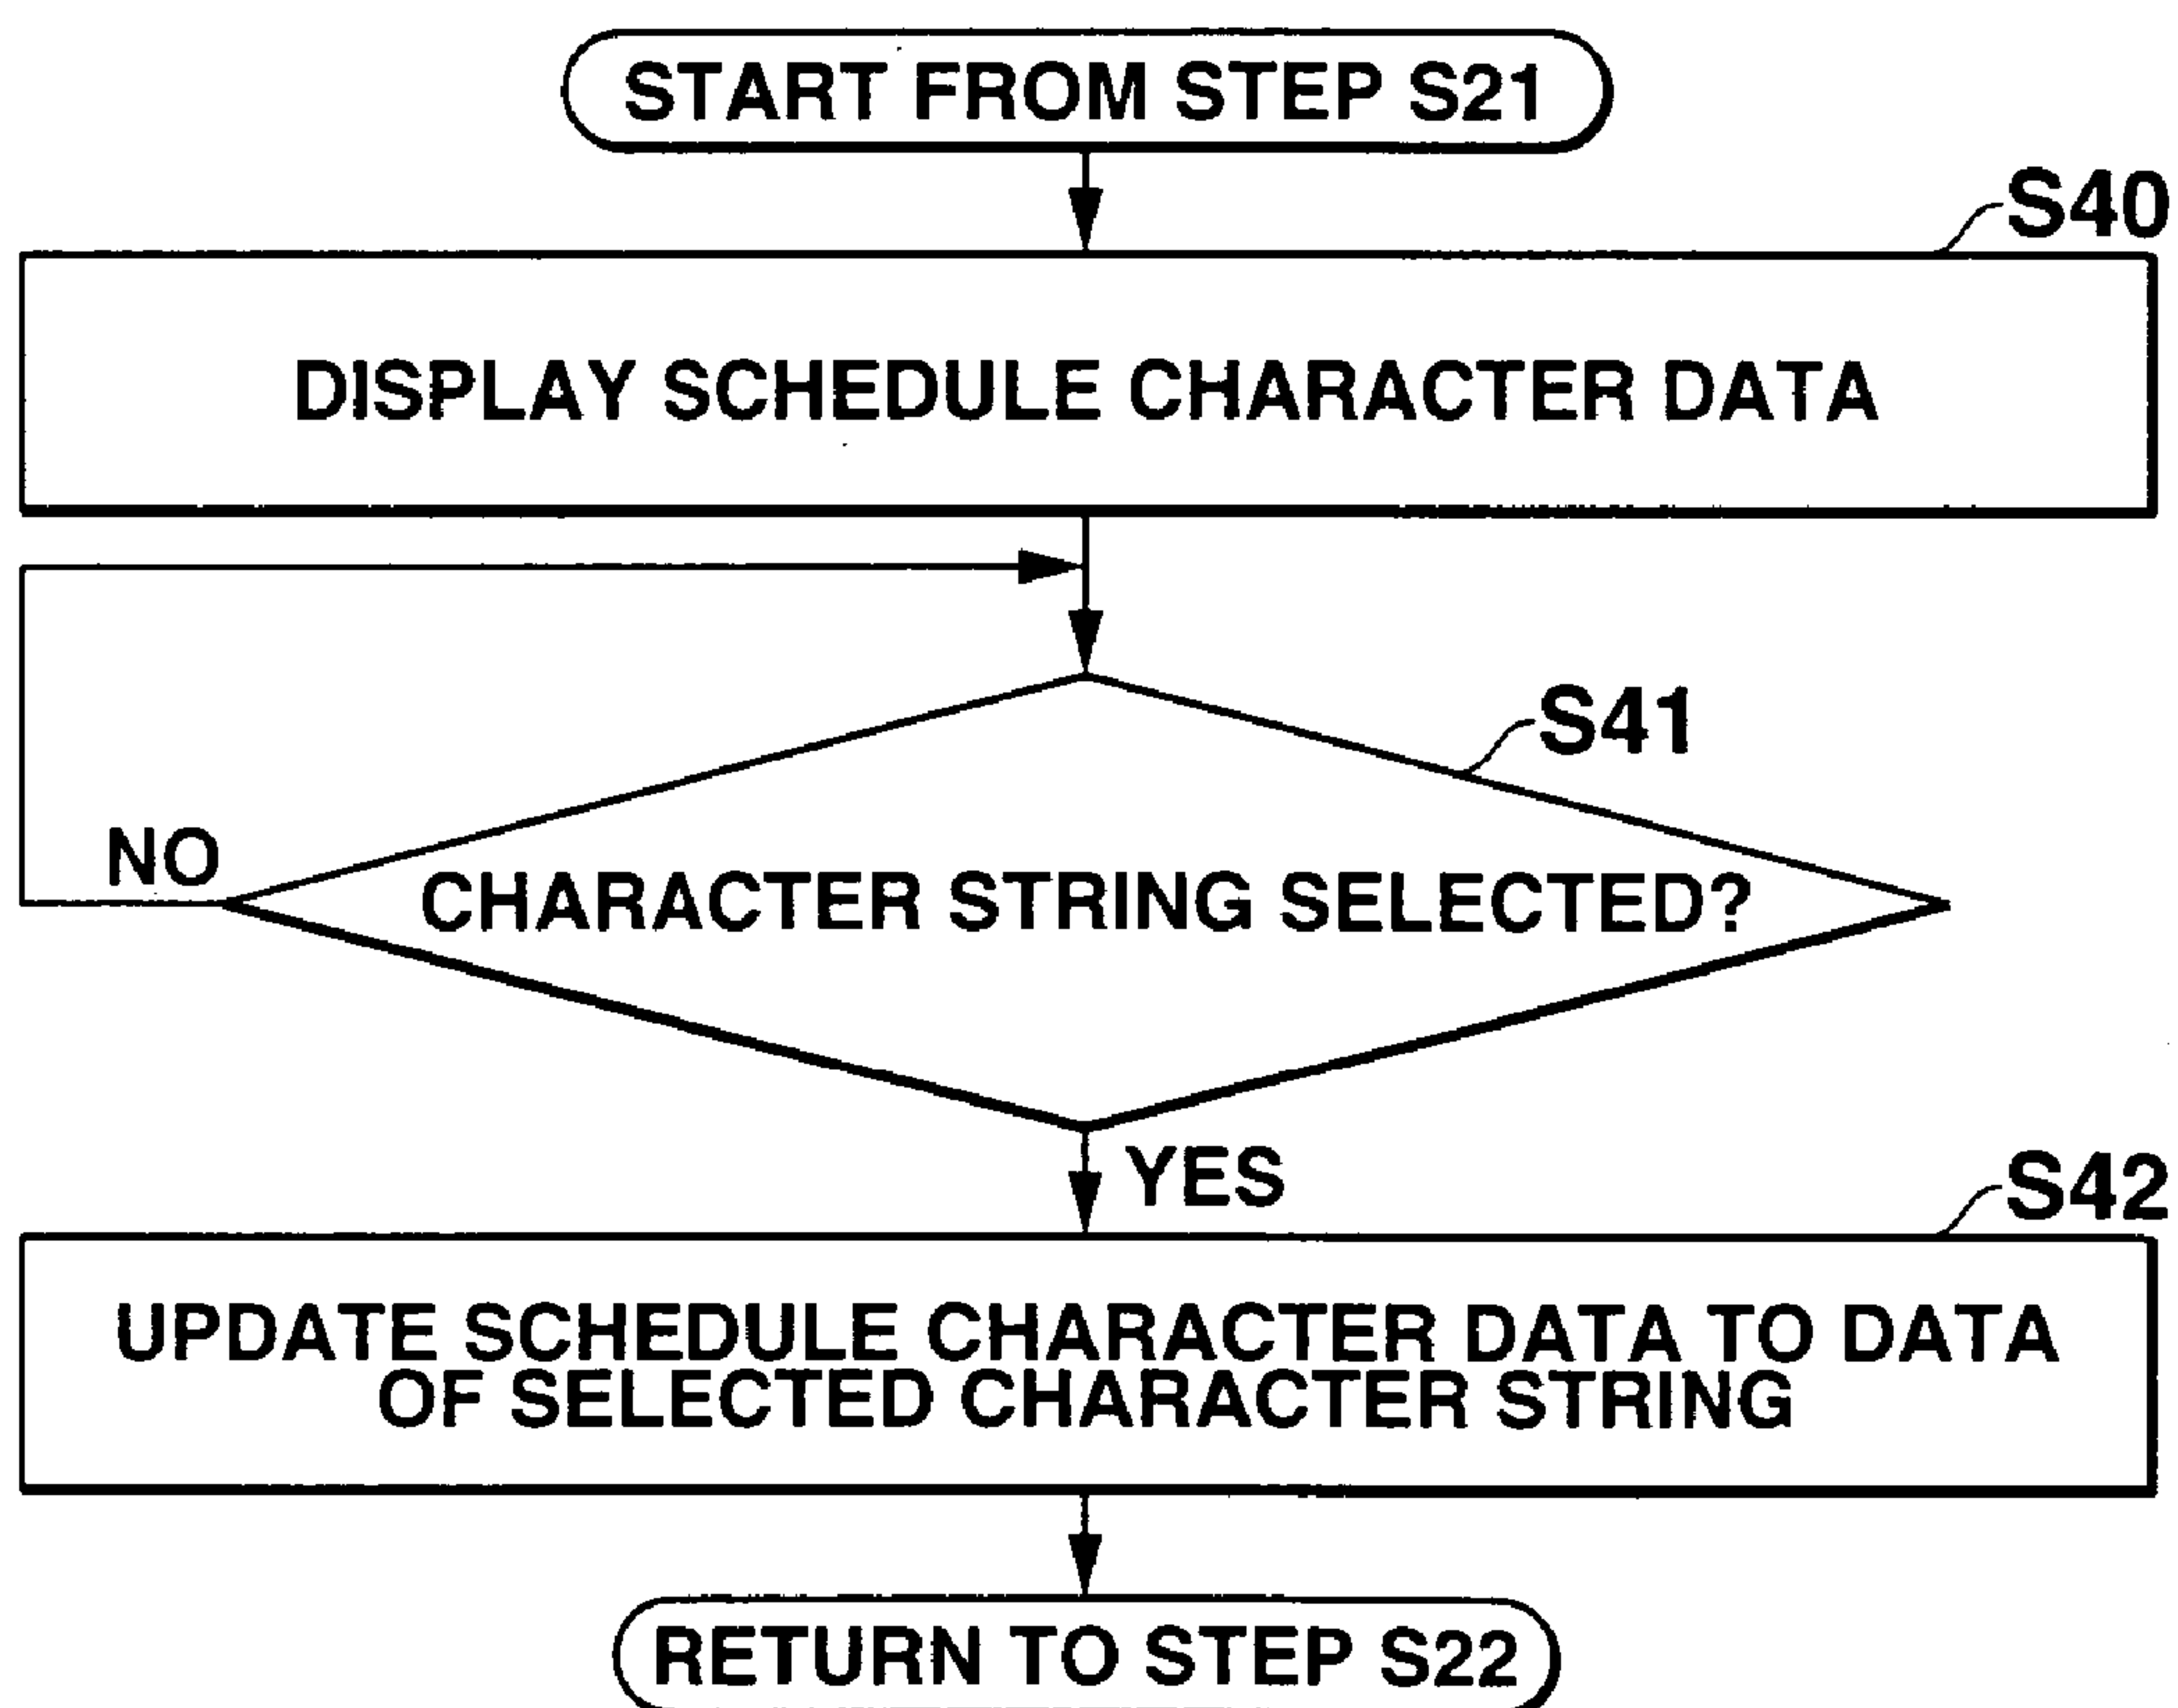 START FROM STEP S21
S40
DISPLAY SCHEDULE CHARACTER DATA
S41
NO
CHARACTER STRING SELECTED?
YES
S42
UPDATE SCHEDULE CHARACTER DATA TO DATA
OF SELECTED CHARACTER STRING
RETURN TO STEP S22